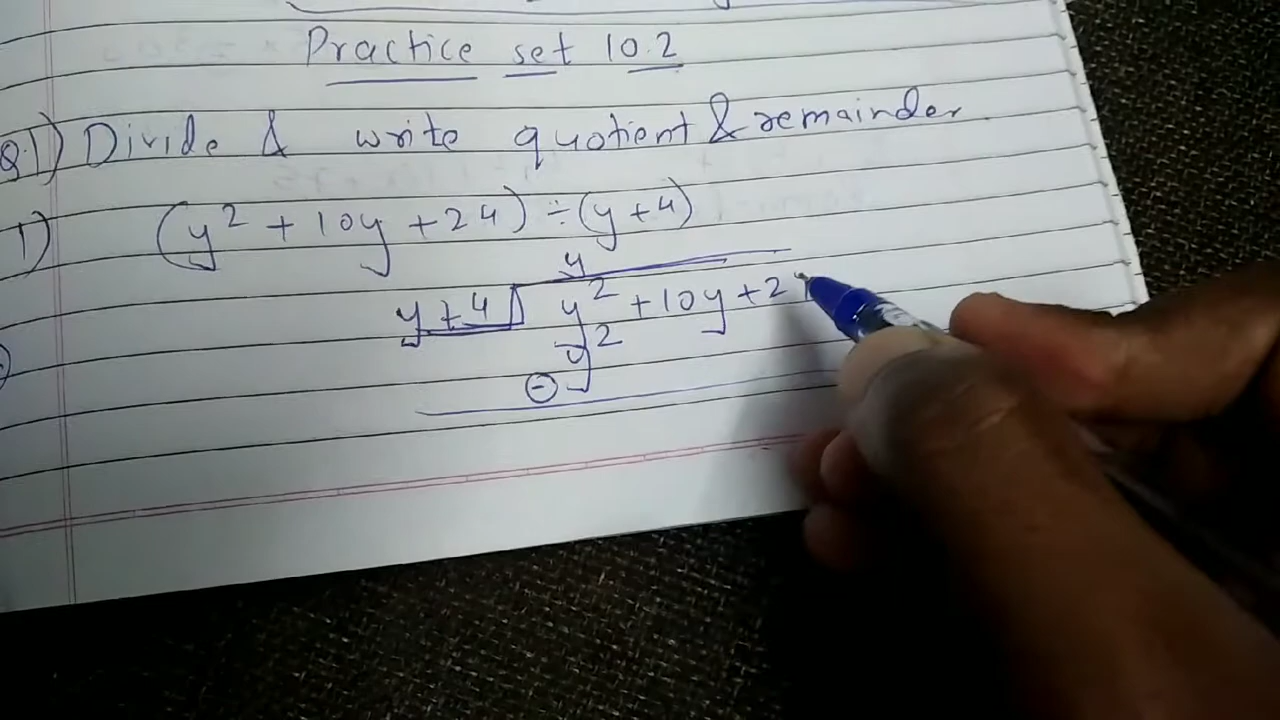 Practice set 10.2
Q.1) Divide & write quotient & remainder
1) (y² + 10y + 24) ÷ (y + 4)
y
y + 4 y² + 10y + 2
y²
⊖